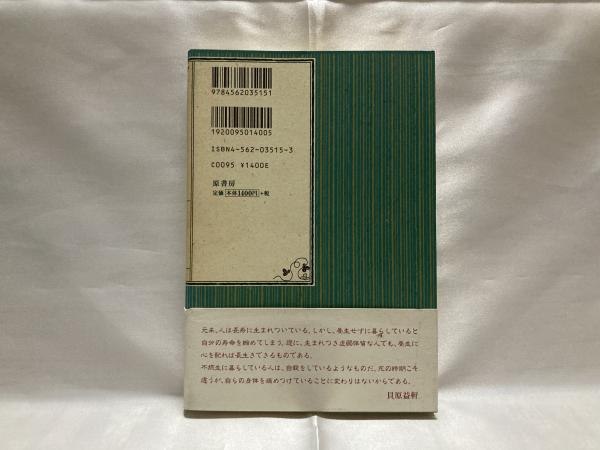 9784562035151
1920095014005
ISBN4-562-03515-3
C0095 ¥1400E
原書房
定価 本体1400円 +税
元来、人は長寿に生まれついている。しかし、養生せずに暮らしていると
自分の寿命を縮めてしまう。逆に、生まれつき虚弱体質な人でも、養生に
心を配れば長生きできるものである。
不摂生に暮らしている人は、自殺をしているようなものだ。死の時期こそ
違うが、自らの身体を痛めつけていることに変わりはないからである。
貝原益軒